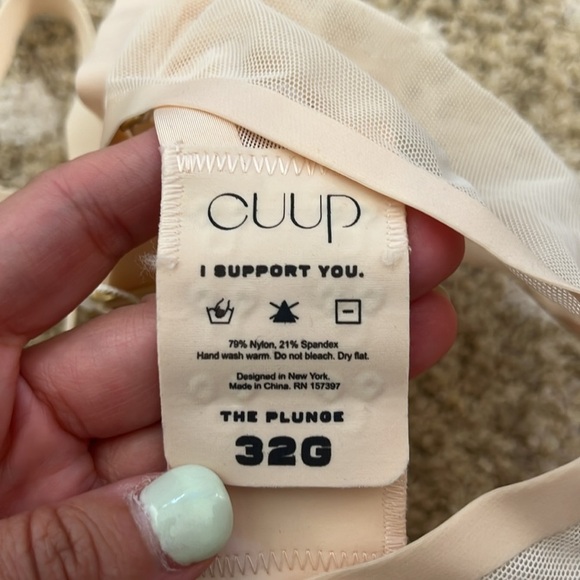 CUUP
I SUPPORT YOU.
79% Nylon, 21% Spandex
Hand wash warm. Do not bleach. Dry flat.
Designed in New York,
Made in China. RN 157397
THE PLUNGE
32G